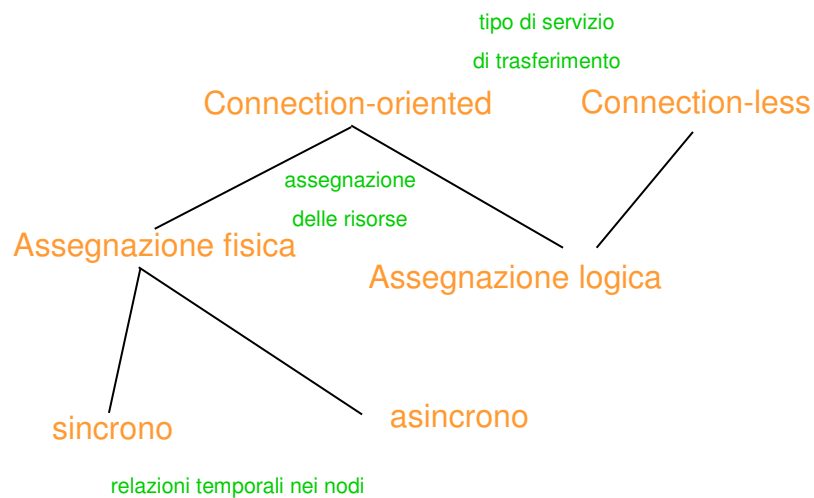 tipo di servizio
di trasferimento
Connection-oriented
Connection-less
assegnazione
delle risorse
Assegnazione fisica
Assegnazione logica
sincrono
asincrono
relazioni temporali nei nodi